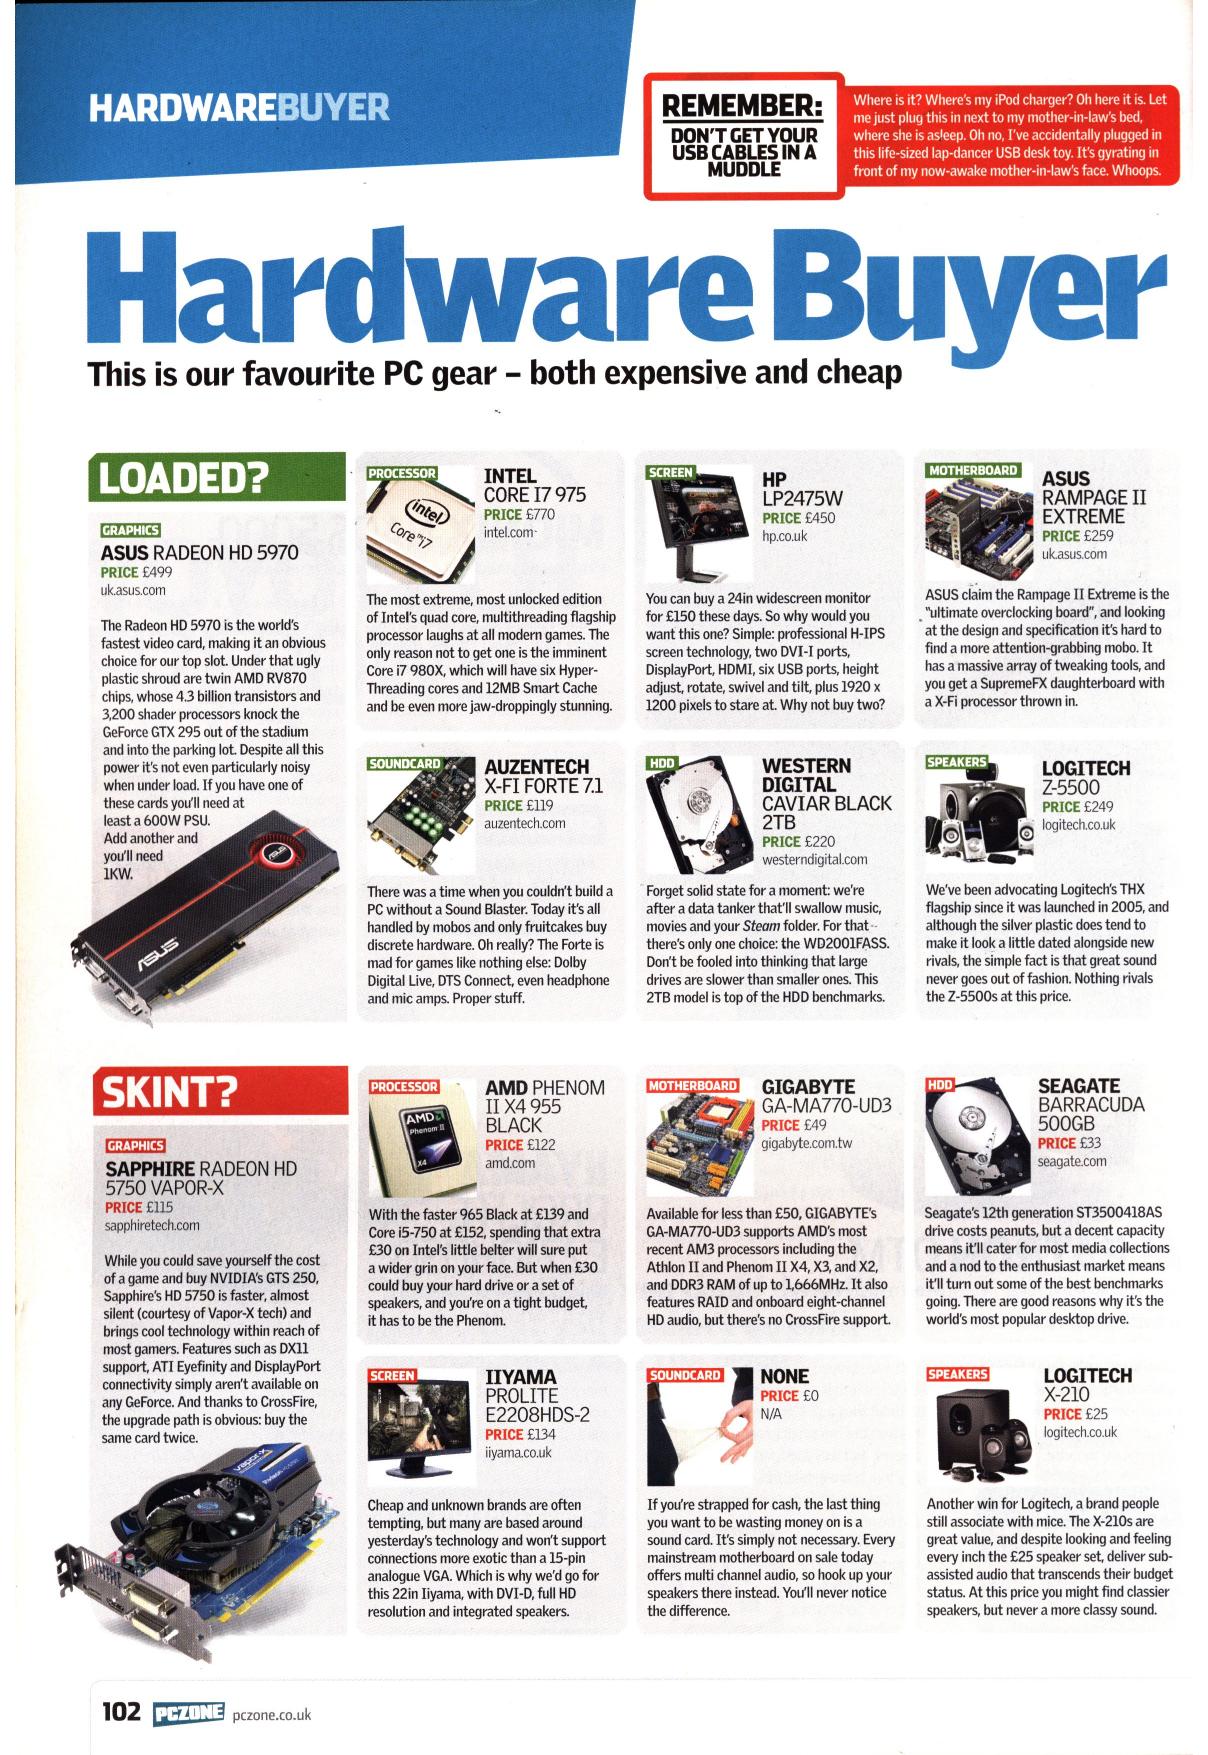 HARDWAREBUYER
REMEMBER:
DON'T GET YOUR
USB CABLES IN A
MUDDLE
Where is it? Where's my iPod charger? Oh here it is. Let
me just plug this in next to my mother-in-law's bed,
where she is asleep. Oh no, I've accidentally plugged in
this life-sized lap-dancer USB desk toy. It's gyrating in
front of my now-awake mother-in-law's face. Whoops.
Hardware Buyer
This is our favourite PC gear – both expensive and cheap
LOADED?
GRAPHICS
ASUS RADEON HD 5970
PRICE £499
uk.asus.com
The Radeon HD 5970 is the world's
fastest video card, making it an obvious
choice for our top slot. Under that ugly
plastic shroud are twin AMD RV870
chips, whose 4.3 billion transistors and
3,200 shader processors knock the
GeForce GTX 295 out of the stadium
and into the parking lot. Despite all this
power it's not even particularly noisy
when under load. If you have one of
these cards you'll need at
least a 600W PSU.
Add another and
you'll need
1KW.
ASUS
ASUS
PROCESSOR
INTEL
CORE I7 975
PRICE £770
intel.com
intel
Core i7
The most extreme, most unlocked edition
of Intel's quad core, multithreading flagship
processor laughs at all modern games. The
only reason not to get one is the imminent
Core i7 980X, which will have six Hyper-
Threading cores and 12MB Smart Cache
and be even more jaw-droppingly stunning.
SCREEN
HP
LP2475W
PRICE £450
hp.co.uk
You can buy a 24in widescreen monitor
for £150 these days. So why would you
want this one? Simple: professional H-IPS
screen technology, two DVI-I ports,
DisplayPort, HDMI, six USB ports, height
adjust, rotate, swivel and tilt, plus 1920 x
1200 pixels to stare at. Why not buy two?
MOTHERBOARD
ASUS
RAMPAGE II
EXTREME
PRICE £259
uk.asus.com
ASUS claim the Rampage II Extreme is the
"ultimate overclocking board", and looking
at the design and specification it's hard to
find a more attention-grabbing mobo. It
has a massive array of tweaking tools, and
you get a SupremeFX daughterboard with
a X-Fi processor thrown in.
SOUNDCARD
AUZENTECH
X-FI FORTE 7.1
PRICE £119
auzentech.com
There was a time when you couldn't build a
PC without a Sound Blaster. Today it's all
handled by mobos and only fruitcakes buy
discrete hardware. Oh really? The Forte is
mad for games like nothing else: Dolby
Digital Live, DTS Connect, even headphone
and mic amps. Proper stuff.
HDD
WESTERN
DIGITAL
CAVIAR BLACK
2TB
PRICE £220
westerndigital.com
Forget solid state for a moment: we're
after a data tanker that'll swallow music,
movies and your Steam folder. For that
there's only one choice: the WD2001FASS.
Don't be fooled into thinking that large
drives are slower than smaller ones. This
2TB model is top of the HDD benchmarks.
SPEAKERS
LOGITECH
Z-5500
PRICE £249
logitech.co.uk
We've been advocating Logitech's THX
flagship since it was launched in 2005, and
although the silver plastic does tend to
make it look a little dated alongside new
rivals, the simple fact is that great sound
never goes out of fashion. Nothing rivals
the Z-5500s at this price.
SKINT?
GRAPHICS
SAPPHIRE RADEON HD
5750 VAPOR-X
PRICE £115
sapphiretech.com
While you could save yourself the cost
of a game and buy NVIDIA's GTS 250,
Sapphire's HD 5750 is faster, almost
silent (courtesy of Vapor-X tech) and
brings cool technology within reach of
most gamers. Features such as DX11
support, ATI Eyefinity and DisplayPort
connectivity simply aren't available on
any GeForce. And thanks to CrossFire,
the upgrade path is obvious: buy the
same card twice.
VAPOR-X
PROCESSOR
AMD PHENOM
II X4 955
BLACK
PRICE £122
amd.com
AMD
Phenom II
X4
With the faster 965 Black at £139 and
Core i5-750 at £152, spending that extra
£30 on Intel's little belter will sure put
a wider grin on your face. But when £30
could buy your hard drive or a set of
speakers, and you're on a tight budget,
it has to be the Phenom.
MOTHERBOARD
GIGABYTE
GA-MA770-UD3
PRICE £49
gigabyte.com.tw
Available for less than £50, GIGABYTE's
GA-MA770-UD3 supports AMD's most
recent AM3 processors including the
Athlon II and Phenom II X4, X3, and X2,
and DDR3 RAM of up to 1,666MHz. It also
features RAID and onboard eight-channel
HD audio, but there's no CrossFire support.
HDD
SEAGATE
BARRACUDA
500GB
PRICE £33
seagate.com
Seagate's 12th generation ST3500418AS
drive costs peanuts, but a decent capacity
means it'll cater for most media collections
and a nod to the enthusiast market means
it'll turn out some of the best benchmarks
going. There are good reasons why it's the
world's most popular desktop drive.
SCREEN
IIYAMA
PROLITE
E2208HDS-2
PRICE £134
iiyama.co.uk
Cheap and unknown brands are often
tempting, but many are based around
yesterday's technology and won't support
connections more exotic than a 15-pin
analogue VGA. Which is why we'd go for
this 22in Iiyama, with DVI-D, full HD
resolution and integrated speakers.
SOUNDCARD
NONE
PRICE £0
N/A
If you're strapped for cash, the last thing
you want to be wasting money on is a
sound card. It's simply not necessary. Every
mainstream motherboard on sale today
offers multi channel audio, so hook up your
speakers there instead. You'll never notice
the difference.
SPEAKERS
LOGITECH
X-210
PRICE £25
logitech.co.uk
Another win for Logitech, a brand people
still associate with mice. The X-210s are
great value, and despite looking and feeling
every inch the £25 speaker set, deliver sub-
assisted audio that transcends their budget
status. At this price you might find classier
speakers, but never a more classy sound.
102 PCZONE pczone.co.uk